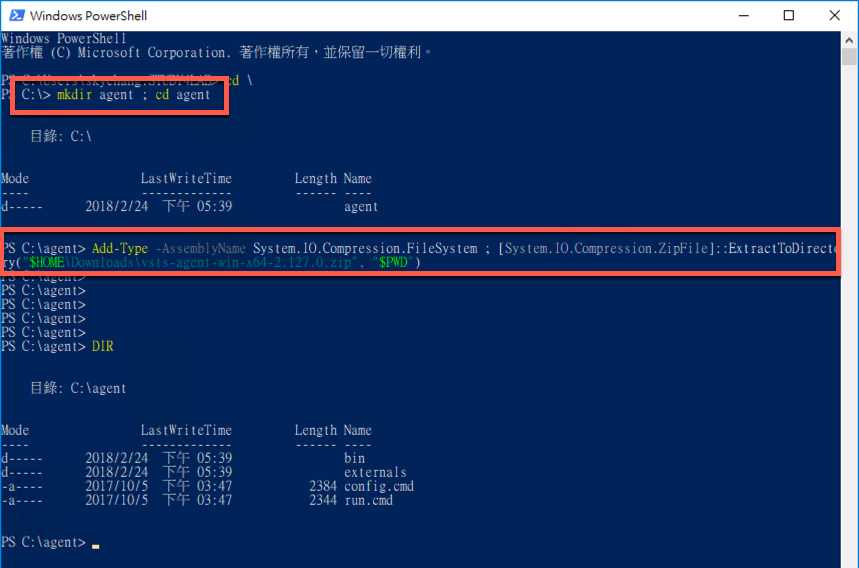 Windows PowerShell
Windows PowerShell
著作權 (C) Microsoft Corporation. 著作權所有，並保留一切權利。
cd \
PS C:\> mkdir agent ; cd agent
目錄: C:\
Mode LastWriteTime Length Name
---- ------------- ------ ----
d----- 2018/2/24 下午 05:39 agent
PS C:\agent> Add-Type -AssemblyName System.IO.Compression.FileSystem ; [System.IO.Compression.ZipFile]::ExtractToDirecto
ry("$HOME\Downloads\vsts-agent-win-x64-2.127.0.zip", "$PWD")
PS C:\agent>
PS C:\agent>
PS C:\agent>
PS C:\agent>
PS C:\agent>
PS C:\agent> DIR
目錄: C:\agent
Mode LastWriteTime Length Name
---- ------------- ------ ----
d----- 2018/2/24 下午 05:39 bin
d----- 2018/2/24 下午 05:39 externals
-a---- 2017/10/5 下午 03:47 2384 config.cmd
-a---- 2017/10/5 下午 03:47 2344 run.cmd
PS C:\agent>